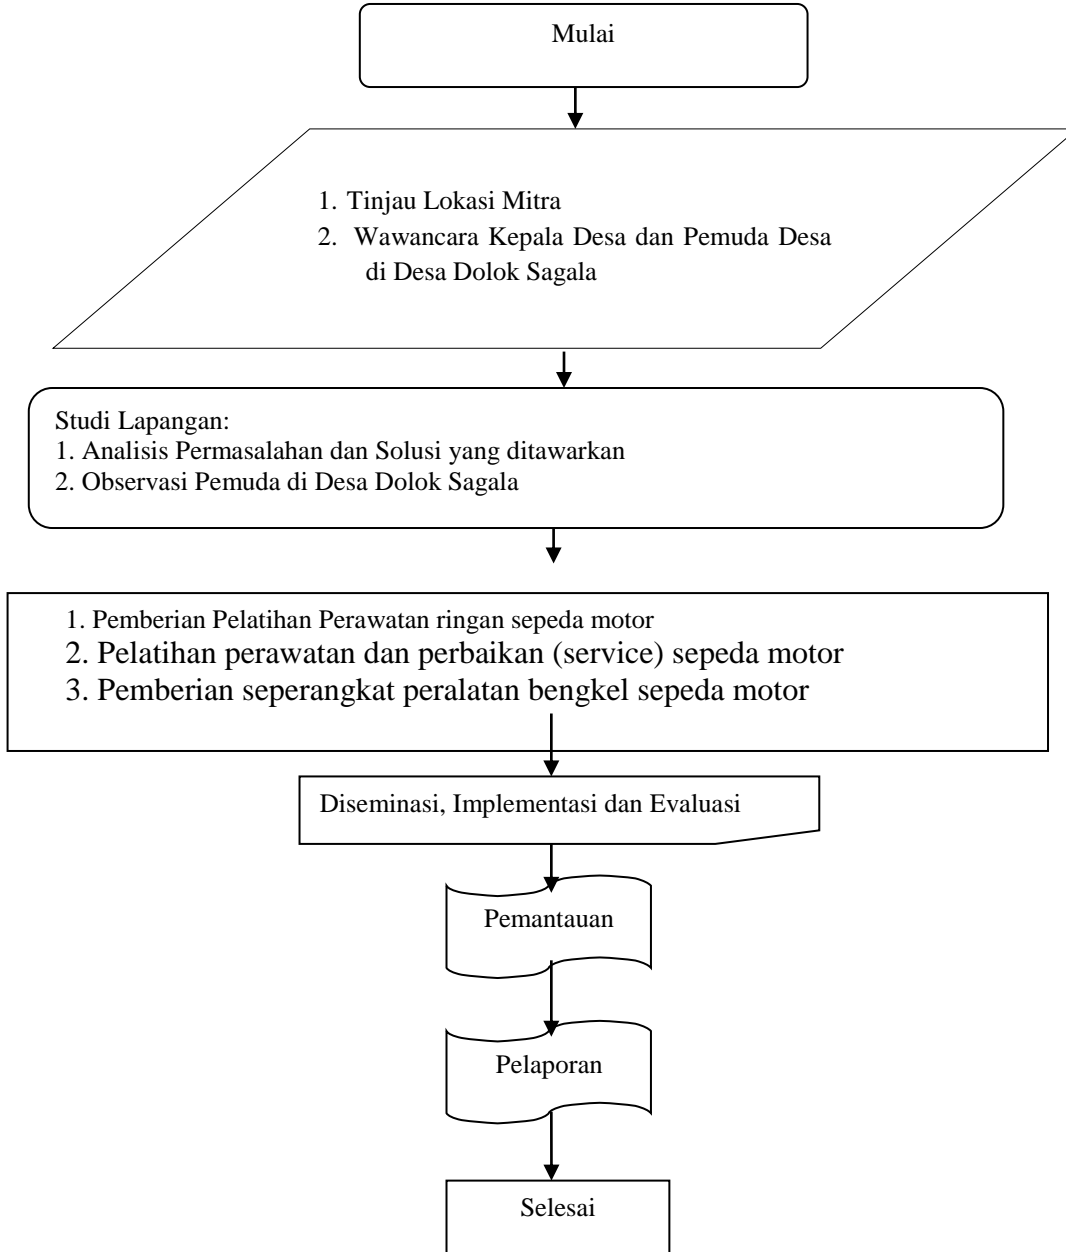 Mulai
1. Tinjau Lokasi Mitra
2. Wawancara Kepala Desa dan Pemuda Desa
di Desa Dolok Sagala
Studi Lapangan:
1. Analisis Permasalahan dan Solusi yang ditawarkan
2. Observasi Pemuda di Desa Dolok Sagala
1. Pemberian Pelatihan Perawatan ringan sepeda motor
2. Pelatihan perawatan dan perbaikan (service) sepeda motor
3. Pemberian seperangkat peralatan bengkel sepeda motor
Diseminasi, Implementasi dan Evaluasi
Pemantauan
Pelaporan
Selesai